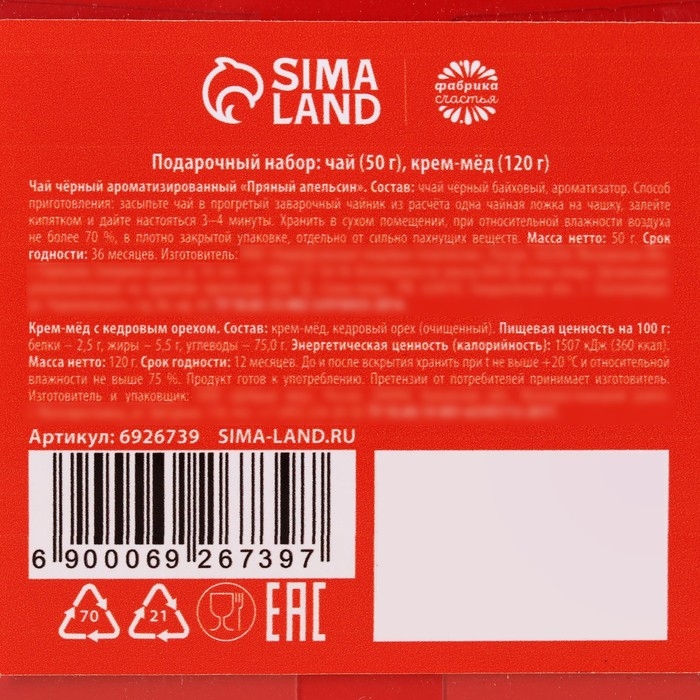 SIMA
LAND
фабрика
счастья
Подарочный набор: чай (50 г), крем-мёд (120 г)
Чай чёрный ароматизированный «Пряный апельсин». Состав: ччай чёрный байховый, ароматизатор. Способ
приготовления: засыпьте чай в прогретый заварочный чайник из расчёта одна чайная ложка на чашку, залейте
кипятком и дайте настояться 3–4 минуты. Хранить в сухом помещении, при относительной влажности воздуха
не более 70 %, в плотно закрытой упаковке, отдельно от сильно пахнущих веществ. Масса нетто: 50 г. Срок
годности: 36 месяцев. Изготовитель:
Крем-мёд с кедровым орехом. Состав: крем-мёд, кедровый орех (очищенный). Пищевая ценность на 100 г:
белки – 2,5 г, жиры – 5,5 г, углеводы – 75,0 г. Энергетическая ценность (калорийность): 1507 кДж (360 ккал).
Масса нетто: 120 г. Срок годности: 12 месяцев. До и после вскрытия хранить при t не выше +20 °С и относительной
влажности не выше 75 %. Продукт готов к употреблению. Претензии от потребителей принимает изготовитель.
Изготовитель и упаковщик:
Артикул: 6926739 SIMA-LAND.RU
6 900069 267397
70 21 EAC